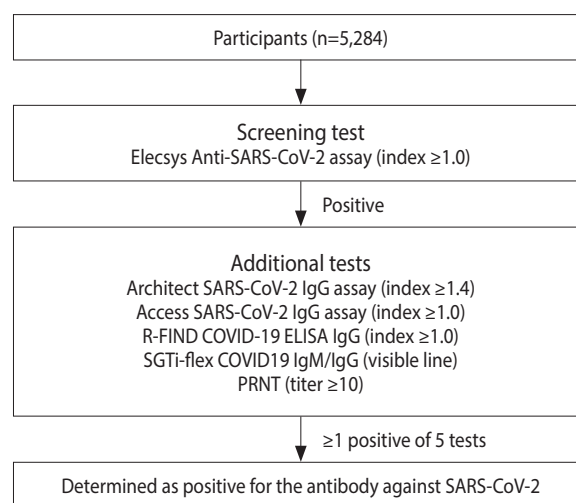 Participants (n=5,284)
Screening test
Elecsys Anti-SARS-CoV-2 assay (index ≥1.0)
Positive
Additional tests
Architect SARS-CoV-2 IgG assay (index ≥1.4)
Access SARS-CoV-2 IgG assay (index ≥1.0)
R-FIND COVID-19 ELISA IgG (index ≥1.0)
SGTi-flex COVID19 IgM/IgG (visible line)
PRNT (titer ≥10)
≥1 positive of 5 tests
Determined as positive for the antibody against SARS-CoV-2